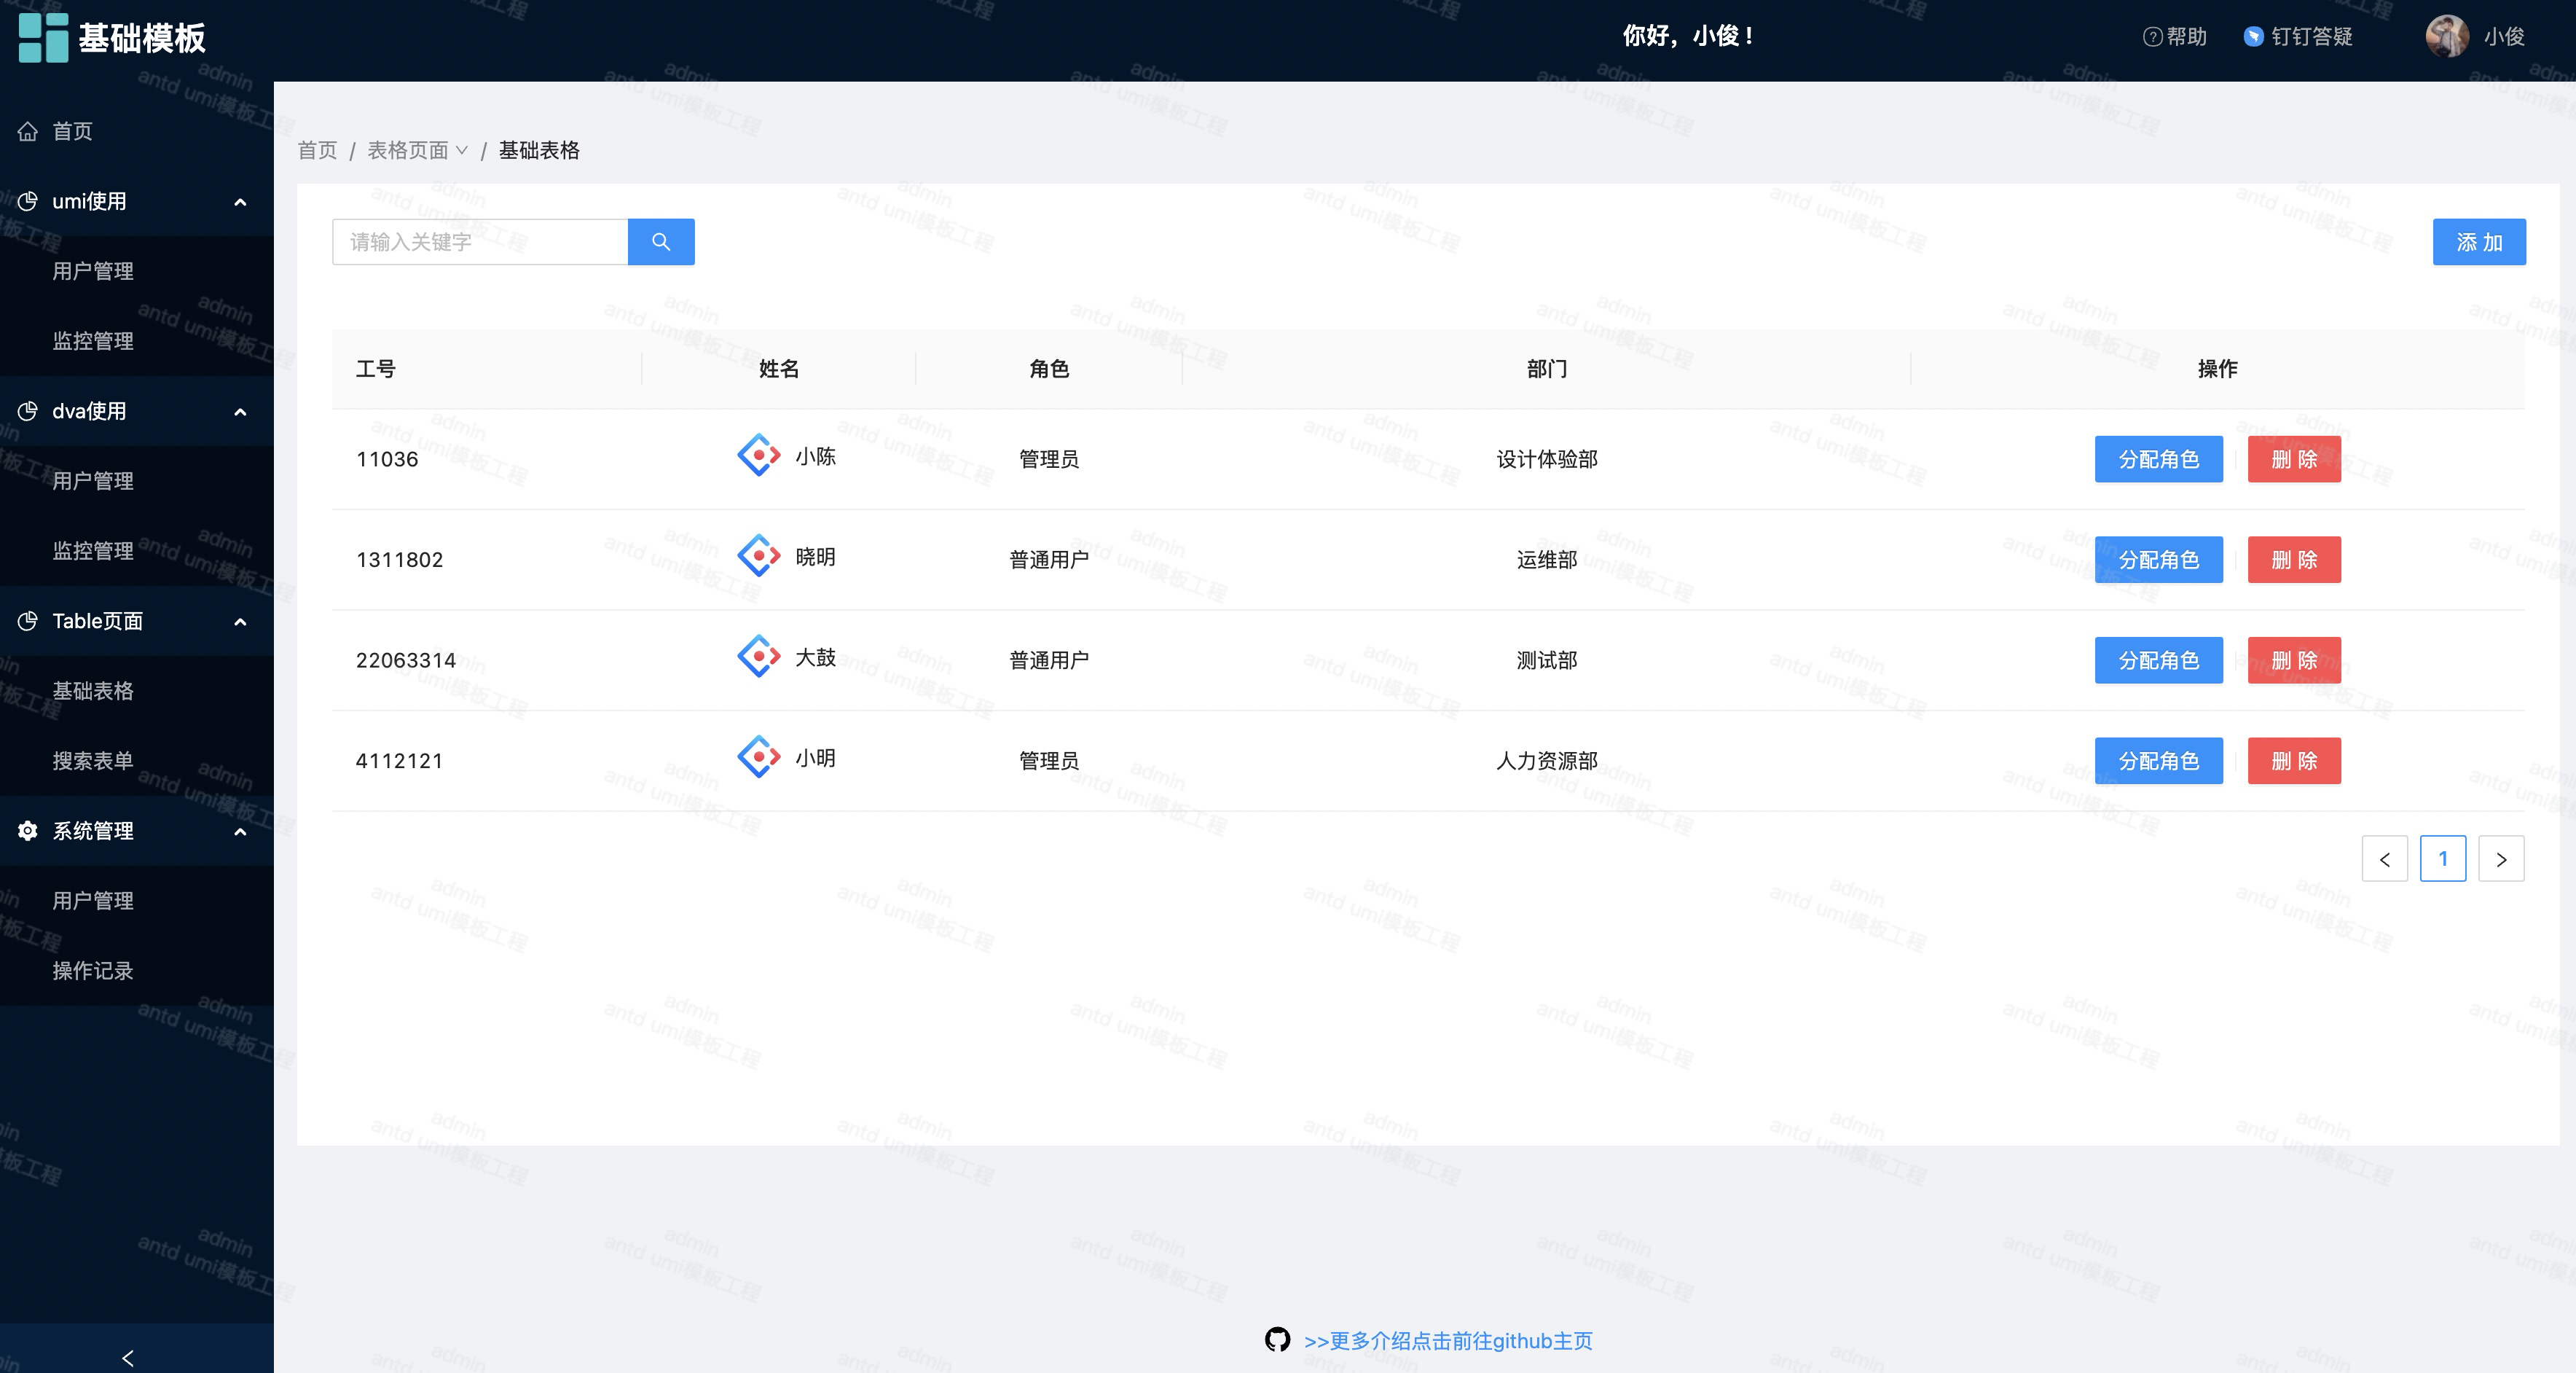 基础模板
你好，小俊！
帮助
钉钉答疑
小俊
首页
umi使用
用户管理
监控管理
dva使用
用户管理
监控管理
Table页面
基础表格
搜索表单
系统管理
用户管理
操作记录
首页 / 表格页面 / 基础表格
请输入关键字
添 加
工号 姓名 角色 部门 操作
11036 小陈 管理员 设计体验部 分配角色 删 除
1311802 晓明 普通用户 运维部 分配角色 删 除
22063314 大鼓 普通用户 测试部 分配角色 删 除
4112121 小明 管理员 人力资源部 分配角色 删 除
1
>>更多介绍点击前往github主页
admin
antd umi模板工程